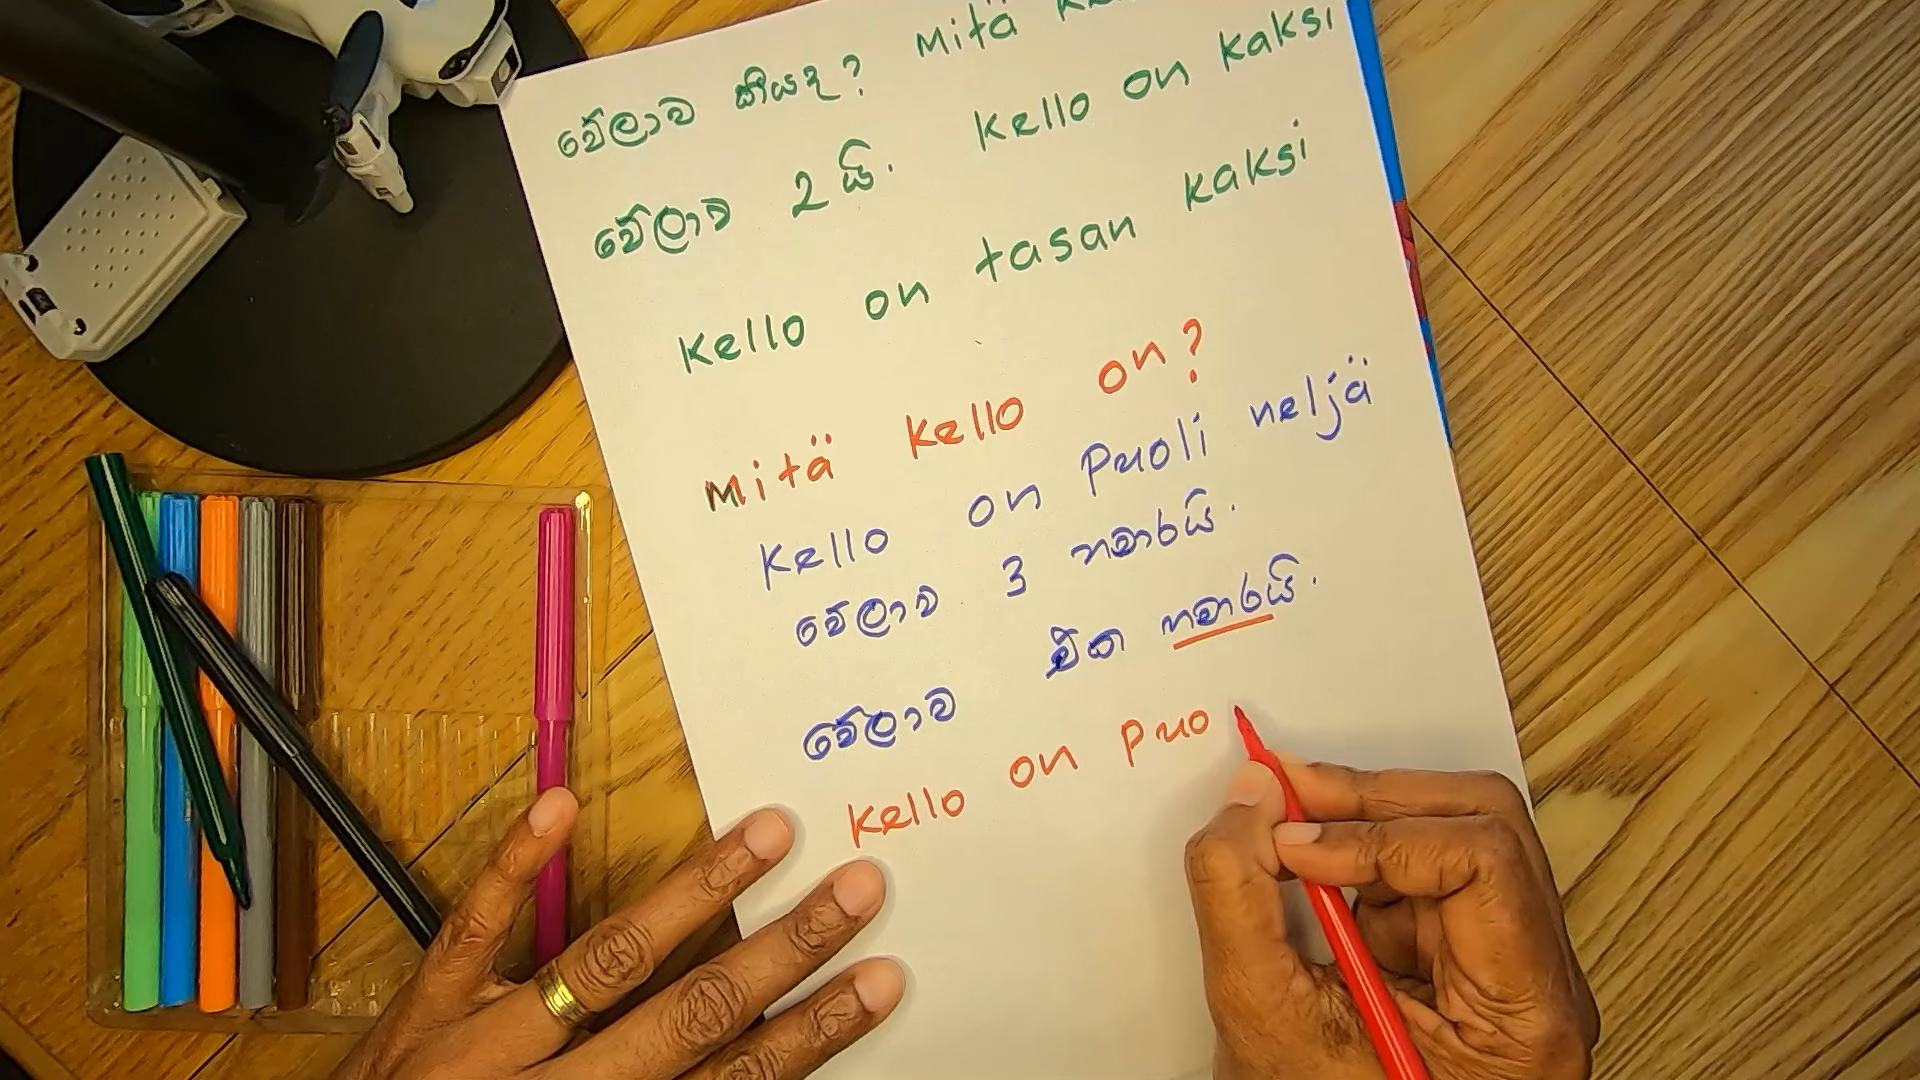 වේලාව කීයද? Mitä
වේලාව 2 යි. Kello on kaksi
Kello on tasan kaksi
Mitä kello on?
Kello on puoli neljä
වේලාව 3 හමාරයි.
වේලාව එක හමාරයි.
Kello on puo